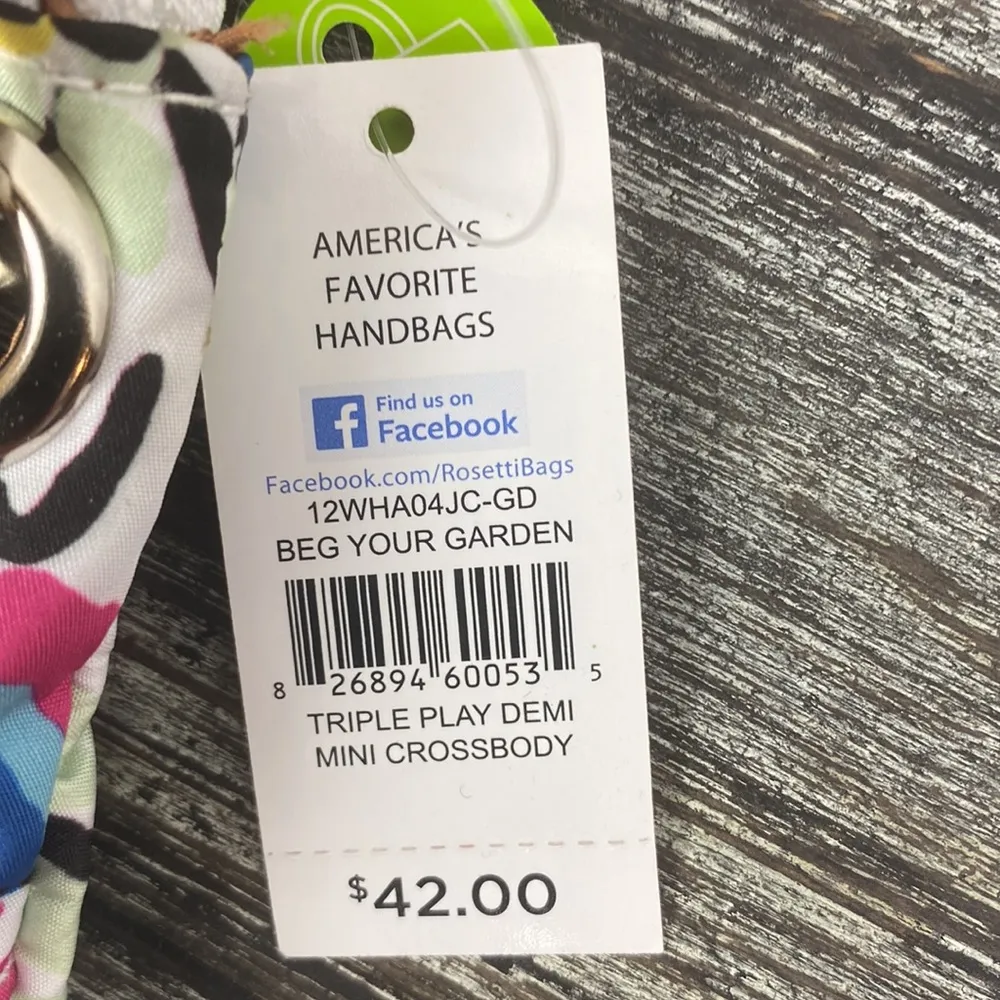 AMERICA'S
FAVORITE
HANDBAGS
f Find us on
Facebook
Facebook.com/RosettiBags
12WHA04JC-GD
BEG YOUR GARDEN
8 26894 60053 5
TRIPLE PLAY DEMI
MINI CROSSBODY
$42.00